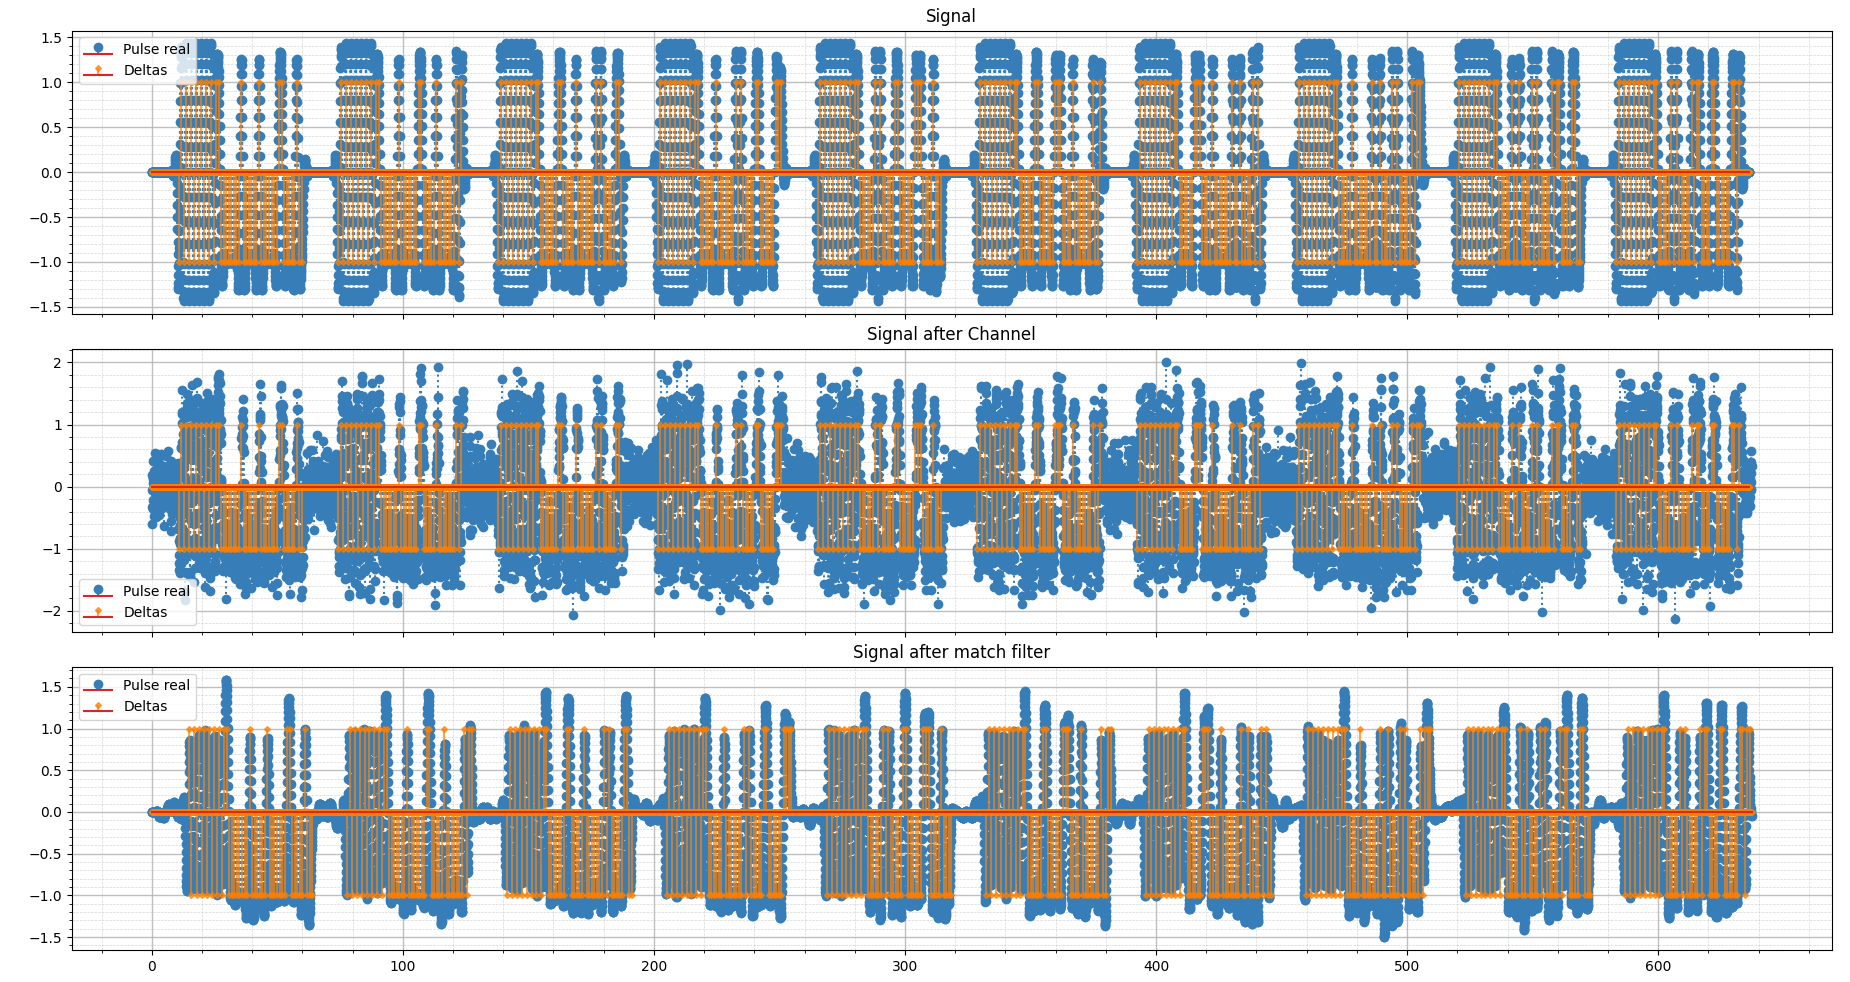 Signal
1.5
1.0
0.5
0.0
−0.5
−1.0
−1.5
Pulse real
Deltas
Signal after Channel
2
1
0
−1
−2
Pulse real
Deltas
Signal after match filter
1.5
1.0
0.5
0.0
−0.5
−1.0
−1.5
Pulse real
Deltas
0 100 200 300 400 500 600